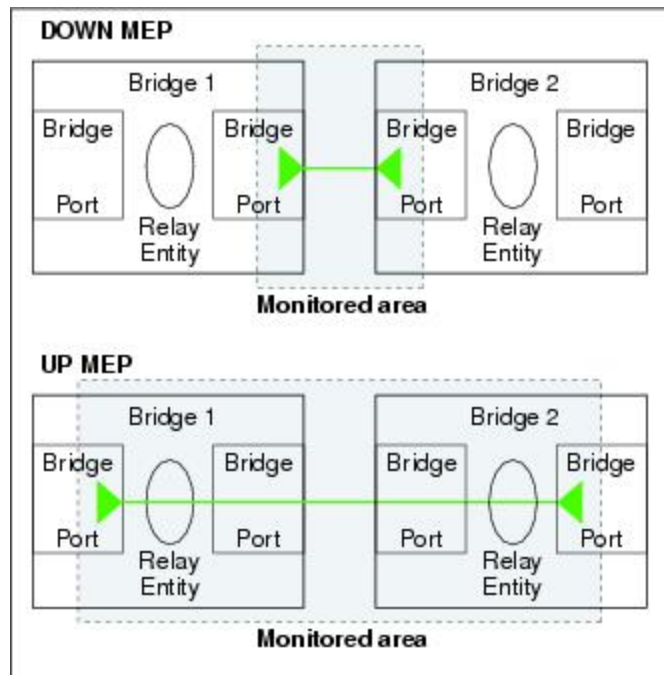 DOWN MEP
Bridge 1
Bridge 2
Bridge
Bridge
Bridge
Bridge
Port
Port
Port
Port
Relay
Entity
Relay
Entity
Monitored area
UP MEP
Bridge 1
Bridge 2
Bridge
Bridge
Bridge
Bridge
Port
Port
Port
Port
Relay
Entity
Relay
Entity
Monitored area